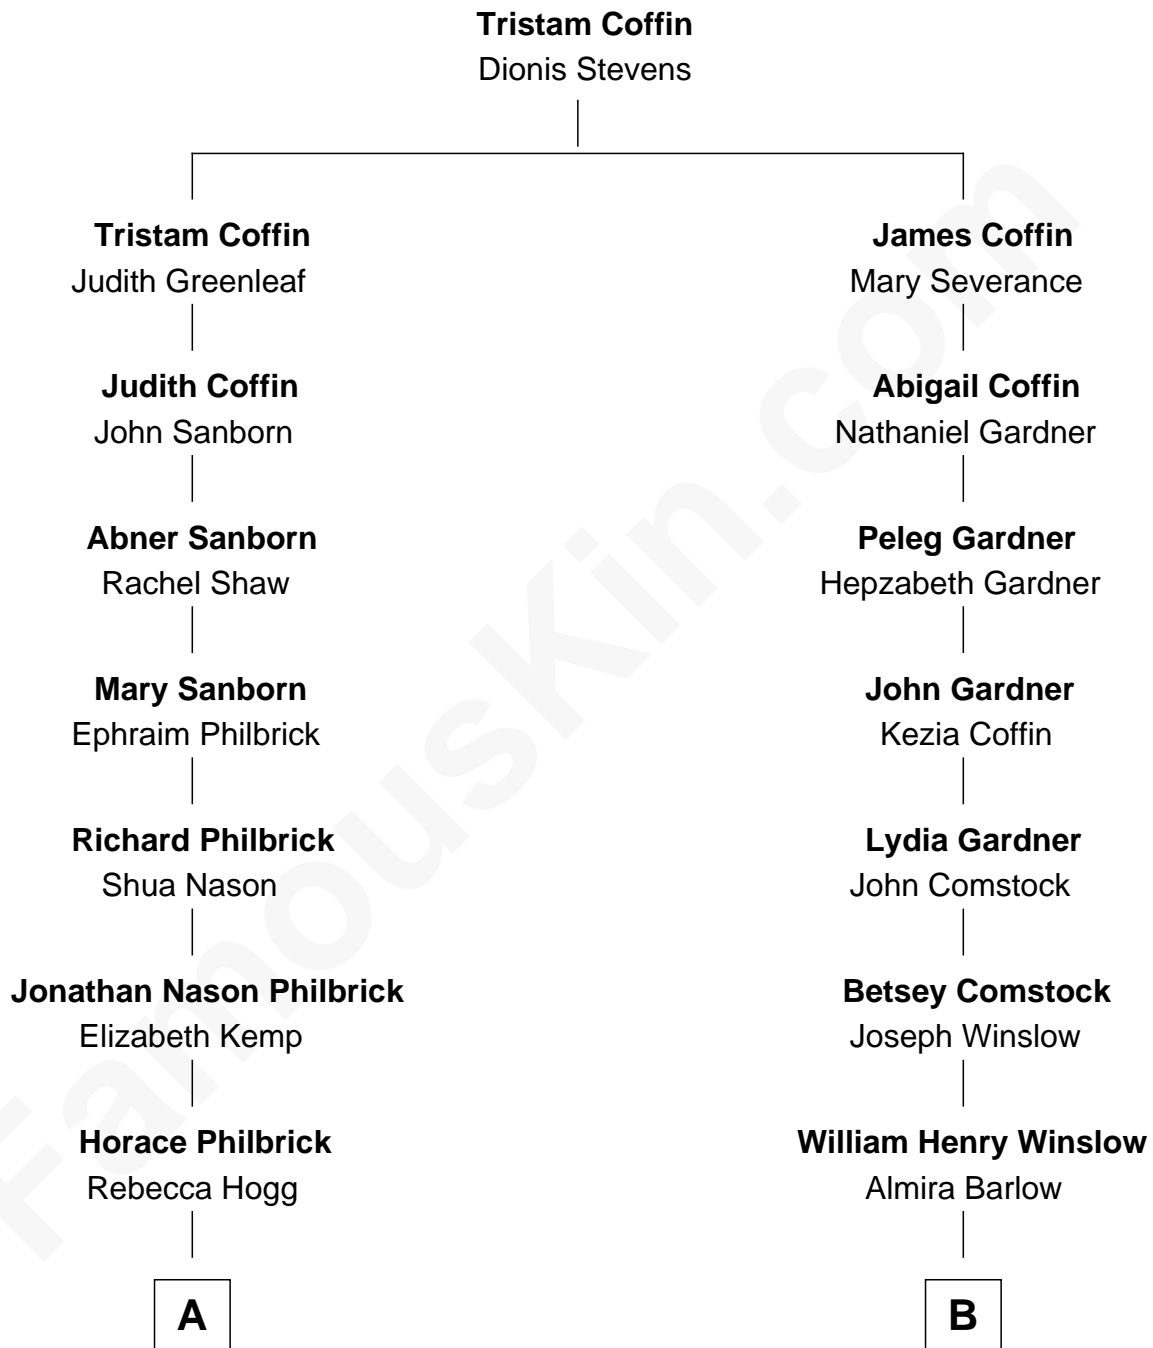 Tristam Coffin
Dionis Stevens
Tristam Coffin
Judith Greenleaf
Judith Coffin
John Sanborn
Abner Sanborn
Rachel Shaw
Mary Sanborn
Ephraim Philbrick
Richard Philbrick
Shua Nason
Jonathan Nason Philbrick
Elizabeth Kemp
Horace Philbrick
Rebecca Hogg
A
James Coffin
Mary Severance
Abigail Coffin
Nathaniel Gardner
Peleg Gardner
Hepzabeth Gardner
John Gardner
Kezia Coffin
Lydia Gardner
John Comstock
Betsey Comstock
Joseph Winslow
William Henry Winslow
Almira Barlow
B
FamousKin.com